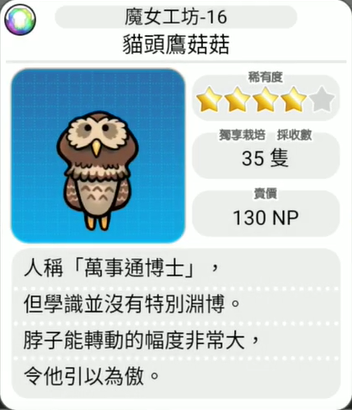 魔女工坊-16
貓頭鷹菇菇
稀有度
獨享栽培 採收數
35 隻
賣價
130 NP
人稱「萬事通博士」，
但學識並沒有特別淵博。
脖子能轉動的幅度非常大，
令他引以為傲。